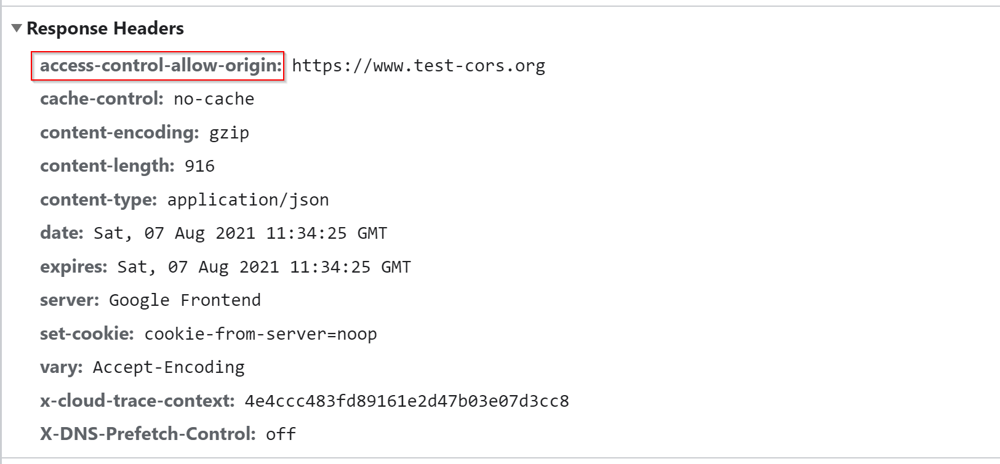 Response Headers
access-control-allow-origin: https://www.test-cors.org
cache-control: no-cache
content-encoding: gzip
content-length: 916
content-type: application/json
date: Sat, 07 Aug 2021 11:34:25 GMT
expires: Sat, 07 Aug 2021 11:34:25 GMT
server: Google Frontend
set-cookie: cookie-from-server=noop
vary: Accept-Encoding
x-cloud-trace-context: 4e4ccc483fd89161e2d47b03e07d3cc8
X-DNS-Prefetch-Control: off